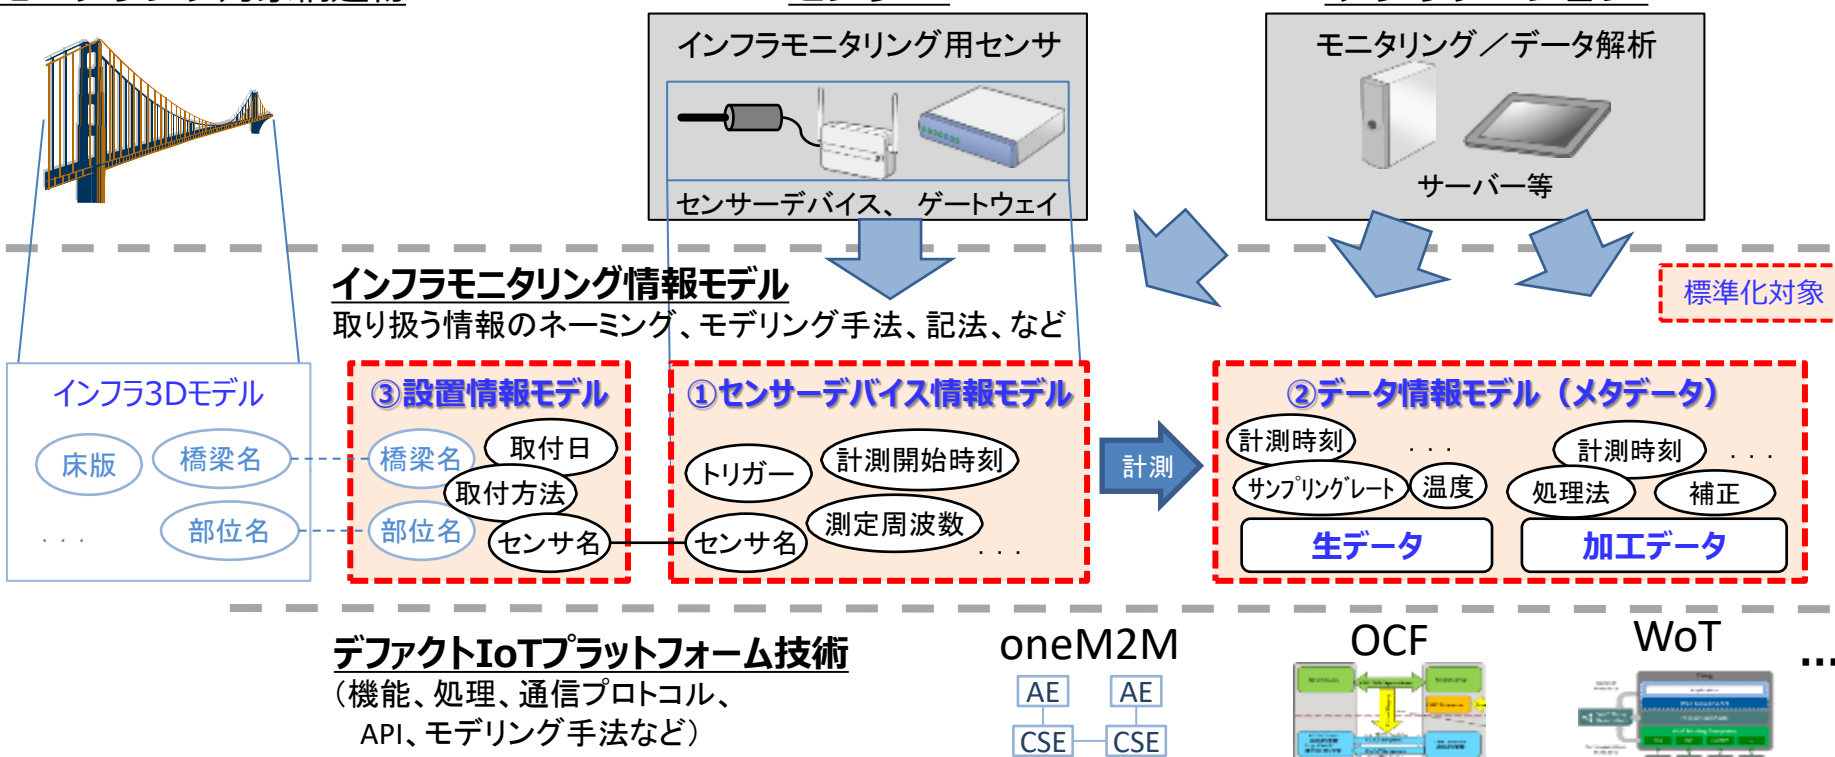 インフラモニタリング用センサ
センサーデバイス、ゲートウェイ
モニタリング／データ解析
サーバー等
インフラモニタリング情報モデル
取り扱う情報のネーミング、モデリング手法、記法、など
標準化対象
インフラ3Dモデル
床版
橋梁名
部位名
. . .
③設置情報モデル
橋梁名
取付日
取付方法
部位名
センサ名
①センサーデバイス情報モデル
トリガー
計測開始時刻
センサ名
測定周波数
. . .
計測
②データ情報モデル（メタデータ）
計測時刻
. . .
サンプリングレート
温度
生データ
計測時刻
. . .
処理法
補正
加工データ
デファクトIoTプラットフォーム技術
（機能、処理、通信プロトコル、
API、モデリング手法など）
oneM2M
AE
AE
CSE
CSE
OCF
WoT
...